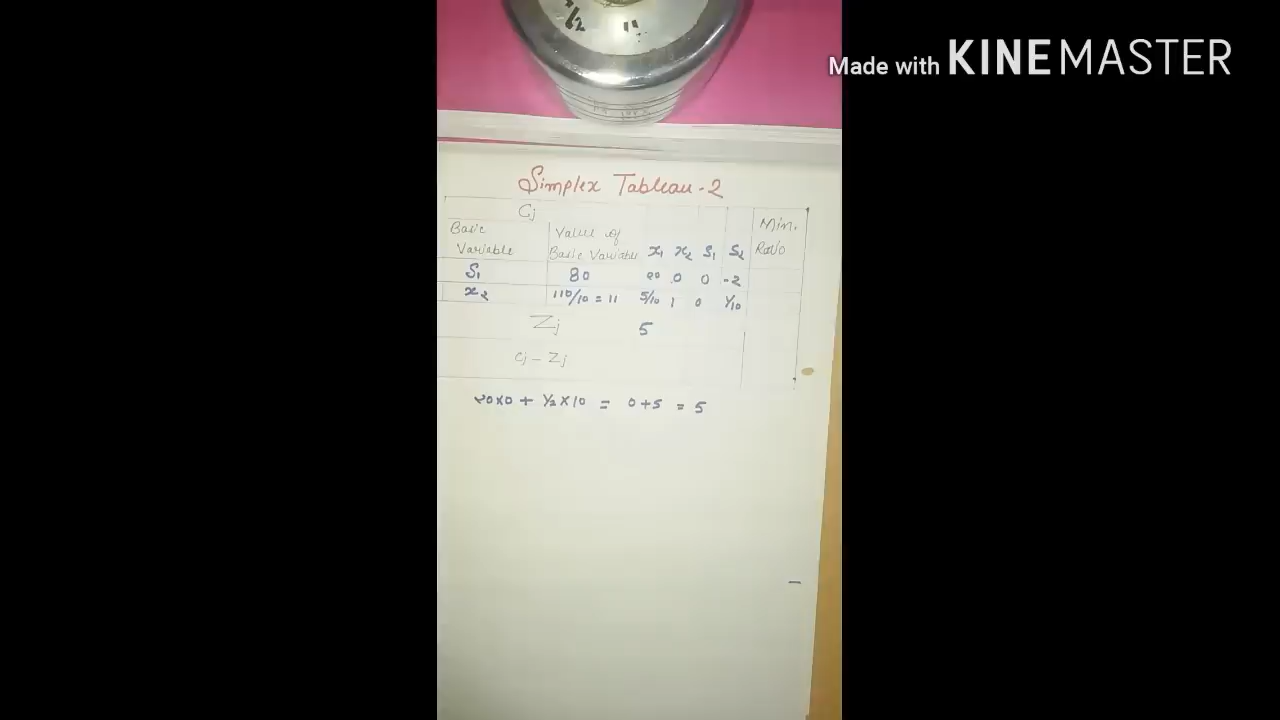 Made with KINEMASTER
Simplex Tableau-2
Cj
Basic Variable Value of Basic Variable x₁ x₂ S₁ S₂ Min. Ratio
S₁ 80 20 0 0 -2
x₂ 110/10 = 11 5/10 1 0 1/10
Zj 5
Cj - Zj
20x0 + 1/2 x 10 = 0+5 = 5